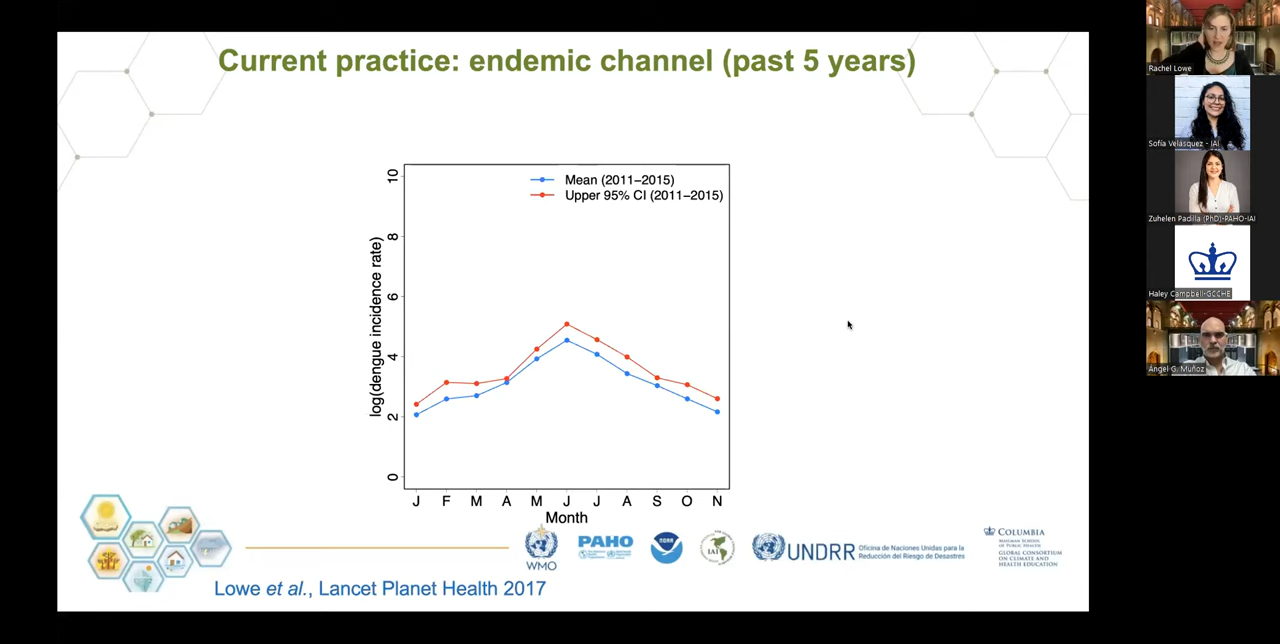 Current practice: endemic channel (past 5 years)
Mean (2011–2015)
Upper 95% CI (2011–2015)
log(dengue incidence rate)
10
8
6
4
2
0
J F M A M J J A S O N
Month
WMO
PAHO
NOAA
IAI
UNDRR
Oficina de Naciones Unidas para la
Reducción del Riesgo de Desastres
COLUMBIA
MAILMAN SCHOOL
OF PUBLIC HEALTH
GLOBAL CONSORTIUM
ON CLIMATE AND
HEALTH EDUCATION
Lowe et al., Lancet Planet Health 2017
Rachel Lowe
Sofía Velásquez - IAI
Zuhelen Padilla (PhD)-PAHO-IAI
Haley Campbell-GCCHE
Ángel G. Muñoz